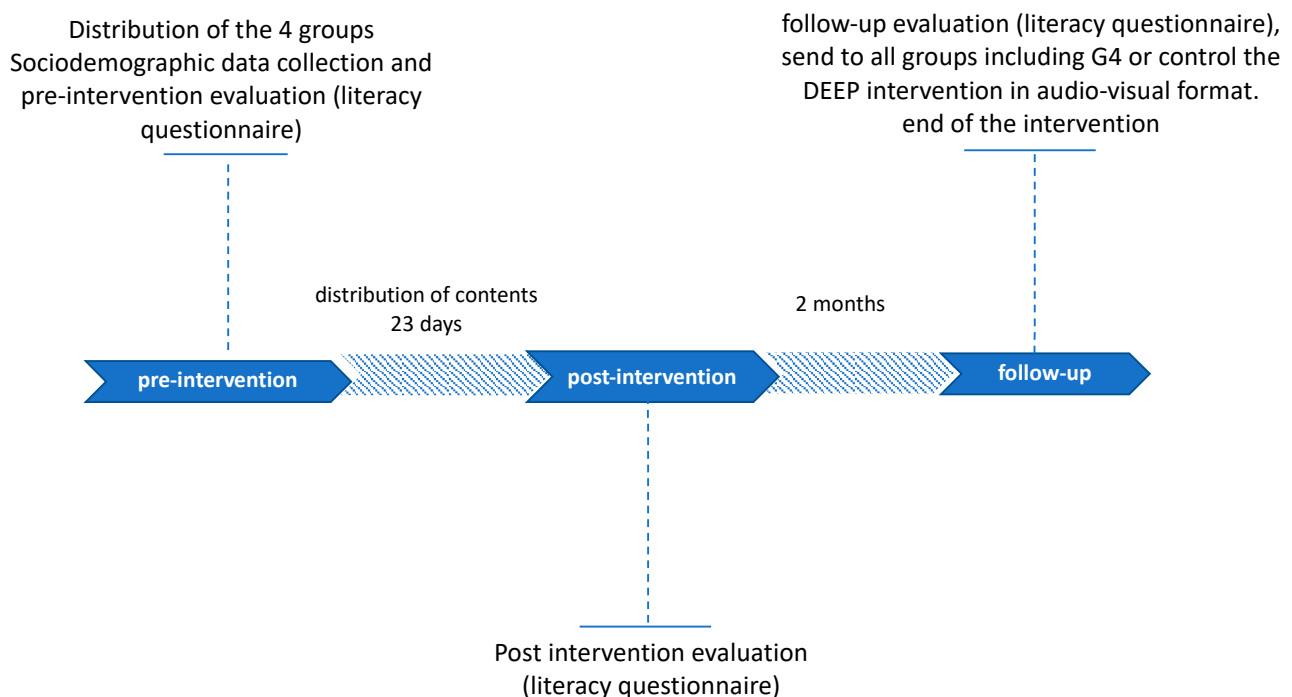 Distribution of the 4 groups
Sociodemographic data collection and
pre-intervention evaluation (literacy
questionnaire)
follow-up evaluation (literacy questionnaire),
send to all groups including G4 or control the
DEEP intervention in audio-visual format.
end of the intervention
distribution of contents
23 days
2 months
pre-intervention
post-intervention
follow-up
Post intervention evaluation
(literacy questionnaire)